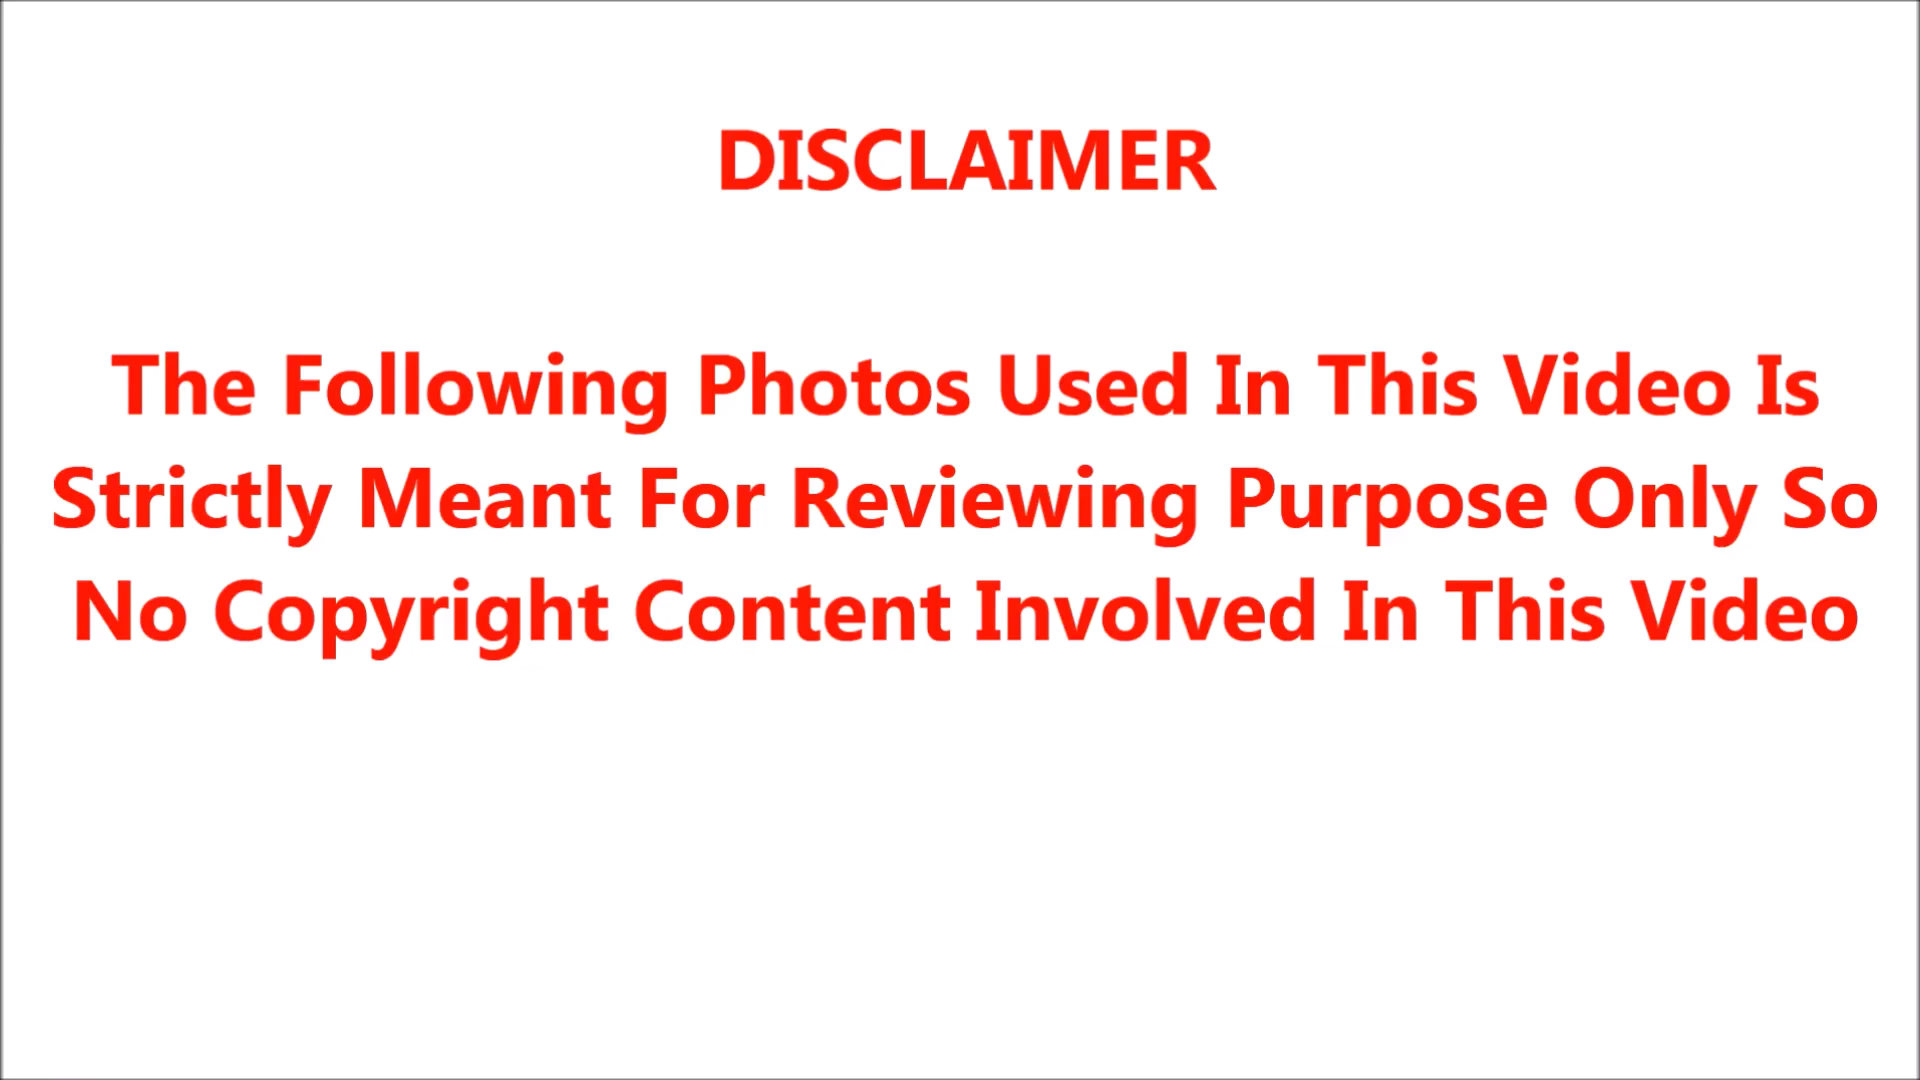 DISCLAIMER
The Following Photos Used In This Video Is
Strictly Meant For Reviewing Purpose Only So
No Copyright Content Involved In This Video